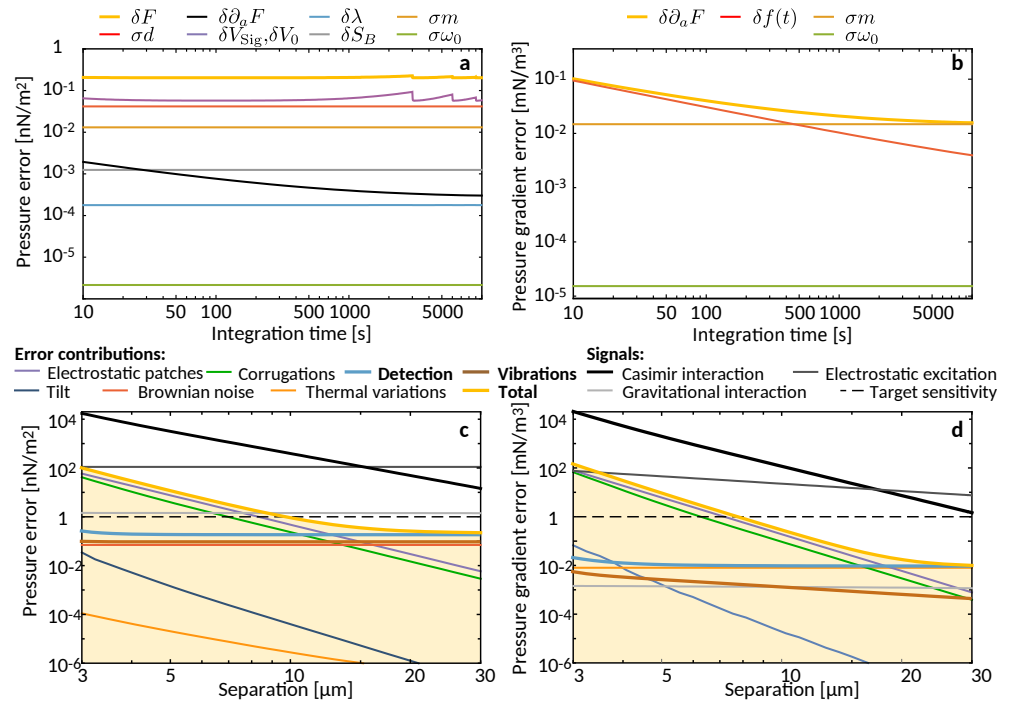 δF δ∂ₐF δλ σm
σd δV_Sig,δV₀ δS_B σω₀
δ∂ₐF δf(t) σm
σω₀
a
Pressure error [nN/m²]
1
10⁻¹
10⁻²
10⁻³
10⁻⁴
10⁻⁵
10 50 100 500 1000 5000
Integration time [s]
b
Pressure gradient error [mN/m³]
10⁻¹
10⁻²
10⁻³
10⁻⁴
10⁻⁵
10 50 100 500 1000 5000
Integration time [s]
Error contributions:
Electrostatic patches Corrugations Detection Vibrations
Tilt Brownian noise Thermal variations Total
Signals:
Casimir interaction Electrostatic excitation
Gravitational interaction Target sensitivity
c
Pressure error [nN/m²]
10⁴
10²
1
10⁻²
10⁻⁴
10⁻⁶
3 5 10 20 30
Separation [μm]
d
Pressure gradient error [mN/m³]
10⁴
10²
1
10⁻²
10⁻⁴
10⁻⁶
3 5 10 20 30
Separation [μm]